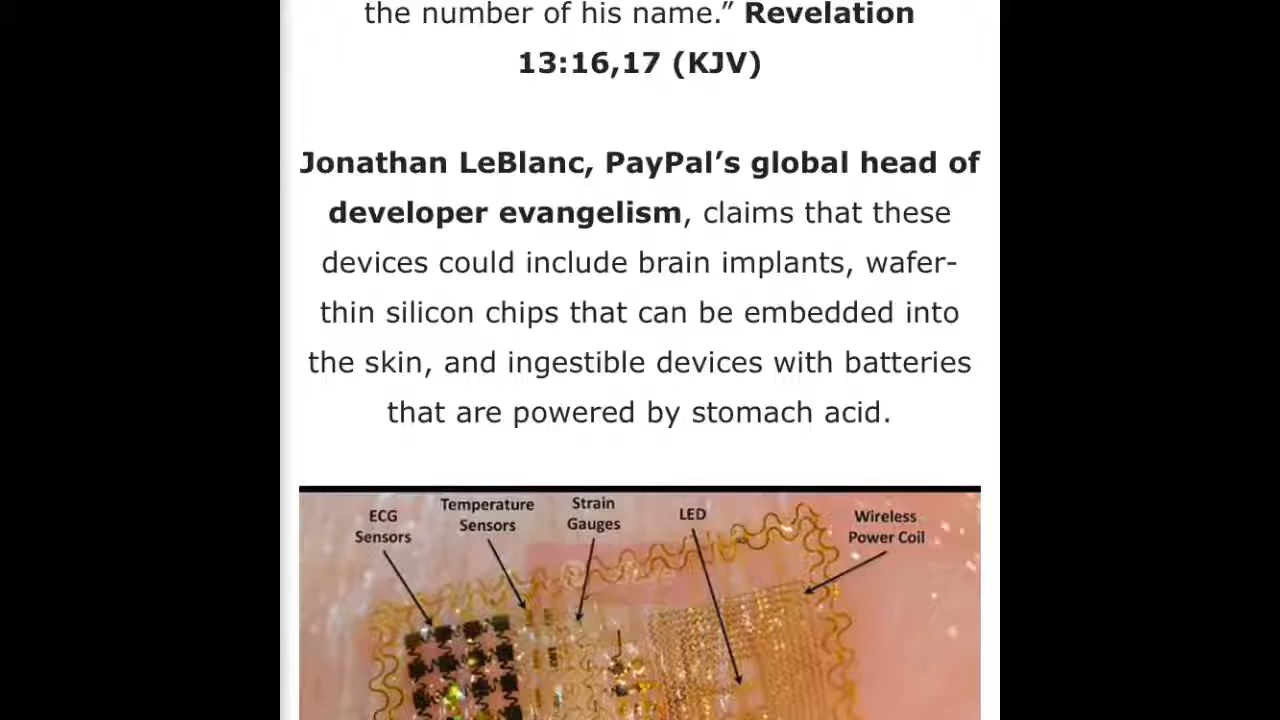 the number of his name.” Revelation
13:16,17 (KJV)
Jonathan LeBlanc, PayPal’s global head of
developer evangelism, claims that these
devices could include brain implants, wafer-
thin silicon chips that can be embedded into
the skin, and ingestible devices with batteries
that are powered by stomach acid.
ECG
Sensors
Temperature
Sensors
Strain
Gauges
LED
Wireless
Power Coil